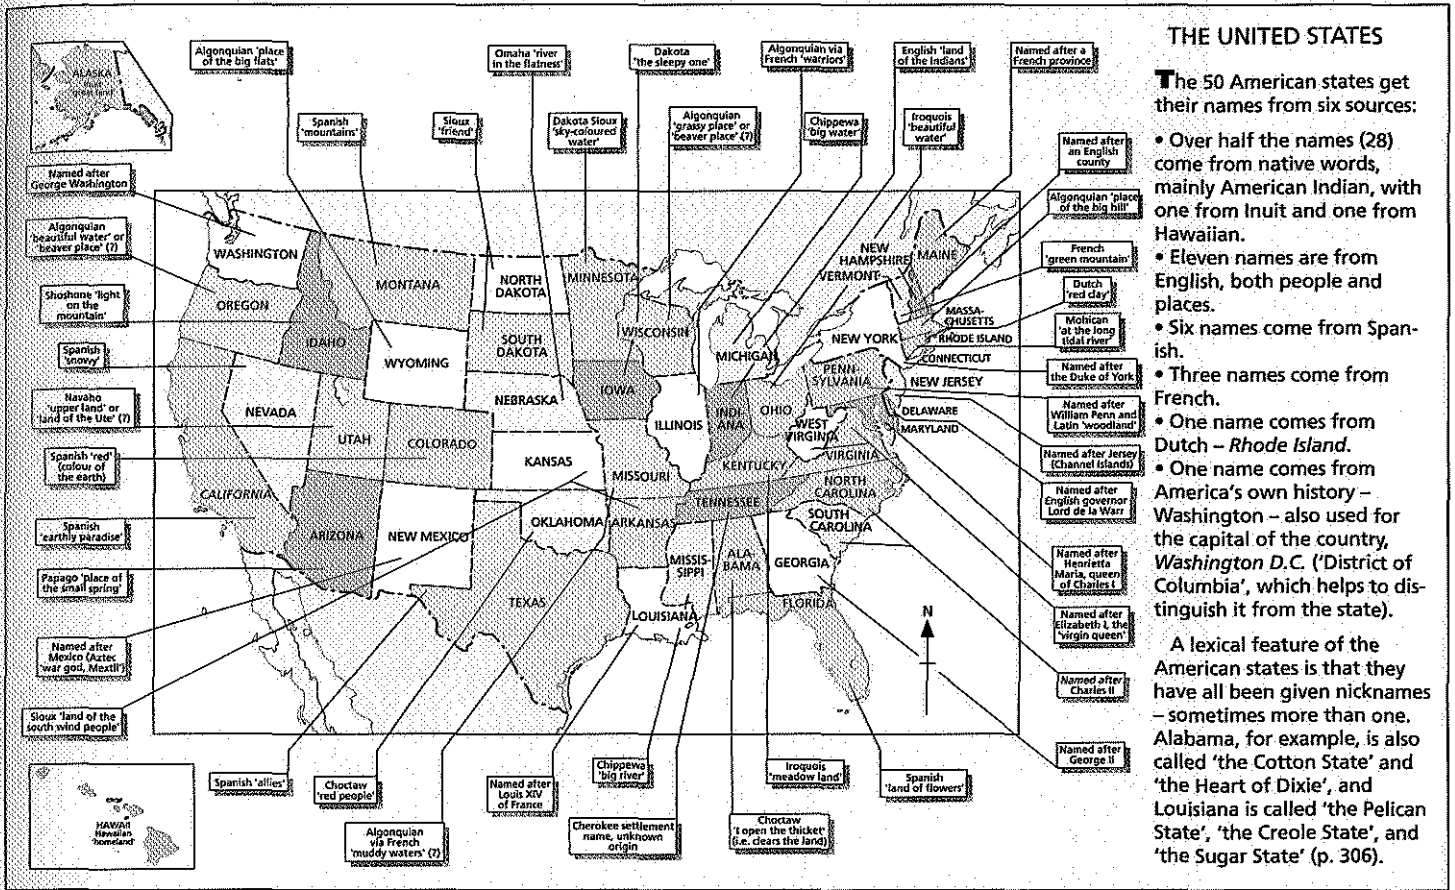 THE UNITED STATES
The 50 American states get
their names from six sources:
• Over half the names (28)
come from native words,
mainly American Indian, with
one from Inuit and one from
Hawaiian.
• Eleven names are from
English, both people and
places.
• Six names come from Span-
ish.
• Three names come from
French.
• One name comes from
Dutch – Rhode Island.
• One name comes from
America's own history –
Washington – also used for
the capital of the country,
Washington D.C. ('District of
Columbia', which helps to dis-
tinguish it from the state).
A lexical feature of the
American states is that they
have all been given nicknames
– sometimes more than one.
Alabama, for example, is also
called 'the Cotton State' and
'the Heart of Dixie', and
Louisiana is called 'the Pelican
State', 'the Creole State', and
'the Sugar State' (p. 306).
ALASKA
great land'
Algonquian 'place
of the big flats'
Spanish
'mountains'
Sioux
'friend'
Omaha 'river
in the flatness'
Dakota Sioux
'sky-coloured
water'
Dakota
'the sleepy one'
Algonquian
'grassy place' or
'beaver place' (?)
Algonquian via
French 'warriors'
Chippewa
'big water'
English 'land
of the Indians'
Iroquois
'beautiful
water'
Named after a
French province
Named after
an English
county
Algonquian 'place
of the big hill'
French
'green mountain'
Dutch
'red clay'
Mohican
'at the long
tidal river'
Named after
the Duke of York
Named after
William Penn and
Latin 'woodland'
Named after Jersey
(Channel Islands)
Named after
English governor
Lord de la Warr
Named after
Henrietta
Maria, queen
of Charles I
Named after
Elizabeth I, the
'virgin queen'
Named after
Charles II
Named after
George II
Named after
George Washington
Algonquian
'beautiful water' or
'beaver place' (?)
Shoshone 'light
on the
mountain'
Spanish
'snowy'
Navaho
'upper land' or
'land of the Ute' (?)
Spanish 'red'
(colour of
the earth)
Spanish
'earthly paradise'
Papago 'place of
the small spring'
Named after
Mexico (Aztec
'war god, Mextli')
Sioux 'land of the
south wind people'
WASHINGTON
OREGON
IDAHO
MONTANA
WYOMING
NORTH
DAKOTA
SOUTH
DAKOTA
NEBRASKA
MINNESOTA
WISCONSIN
IOWA
NEVADA
UTAH
COLORADO
CALIFORNIA
ARIZONA
NEW MEXICO
KANSAS
OKLAHOMA
TEXAS
MISSOURI
ARKANSAS
LOUISIANA
ILLINOIS
INDI-
ANA
MICHIGAN
OHIO
KENTUCKY
TENNESSEE
MISSIS-
SIPPI
ALA-
BAMA
GEORGIA
FLORIDA
SOUTH
CAROLINA
NORTH
CAROLINA
VIRGINIA
WEST
VIRGINIA
PENN-
SYLVANIA
NEW YORK
NEW
HAMPSHIRE
VERMONT
MAINE
MASSA-
CHUSETTS
RHODE ISLAND
CONNECTICUT
NEW JERSEY
DELAWARE
MARYLAND
N
HAWAII
Hawaiian
'homeland'
Spanish 'allies'
Choctaw
'red people'
Algonquian
via French
'muddy waters' (?)
Named after
Louis XIV
of France
Chippewa
'big river'
Cherokee settlement
name, unknown
origin
Choctaw
'I open the thicket'
(i.e. clears the land)
Iroquois
'meadow land'
Spanish
'land of flowers'